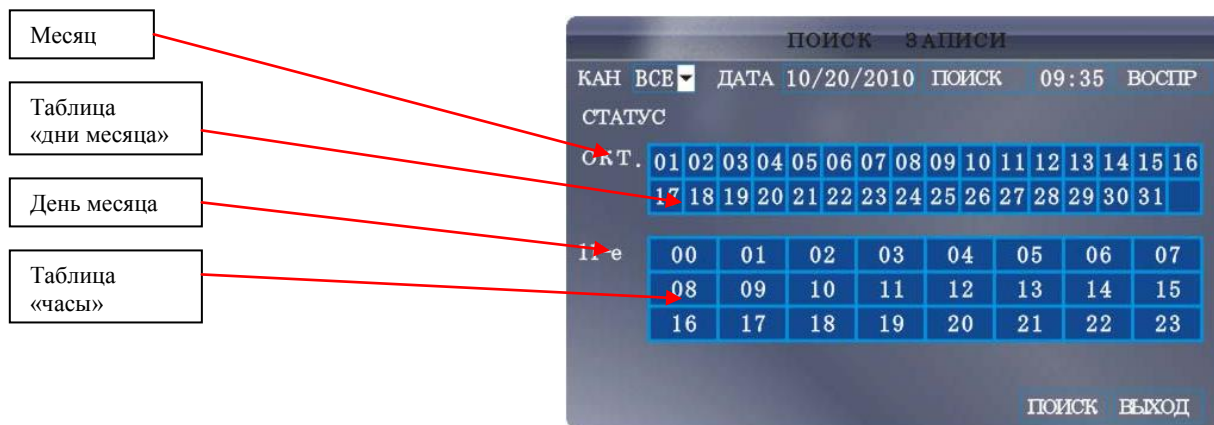 Месяц
Таблица
«дни месяца»
День месяца
Таблица
«часы»
ПОИСК ЗАПИСИ
КАН ВСЕ ДАТА 10/20/2010 ПОИСК 09:35 ВОСПР
СТАТУС
ОКТ. 01 02 03 04 05 06 07 08 09 10 11 12 13 14 15 16
17 18 19 20 21 22 23 24 25 26 27 28 29 30 31
11-е 00 01 02 03 04 05 06 07
08 09 10 11 12 13 14 15
16 17 18 19 20 21 22 23
ПОИСК ВЫХОД